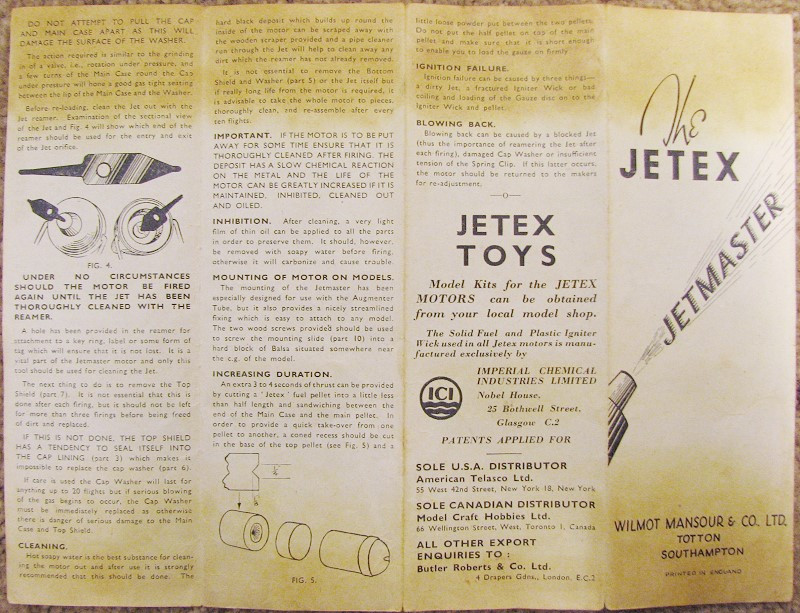 DO NOT ATTEMPT TO PULL THE CAP
AND MAIN CASE APART AS THIS WILL
DAMAGE THE SURFACE OF THE WASHER.
The action required is similar to the grinding
in of a valve, i.e., rotation under pressure, and
a few turns of the Main Case round the Cap
under pressure will hone a good gas tight seating
between the lip of the Main Case and the Washer.
Before re-loading, clean the Jet out with the
Jet reamer. Examination of the sectional view
of the Jet and Fig. 4 will show which end of the
reamer should be used for the entry and exit
of the Jet orifice.
FIG. 4.
UNDER NO CIRCUMSTANCES
SHOULD THE MOTOR BE FIRED
AGAIN UNTIL THE JET HAS BEEN
THOROUGHLY CLEANED WITH THE
REAMER.
A hole has been provided in the reamer for
attachment to a key ring, label or some form of
tag which will ensure that it is not lost. It is a
vital part of the Jetmaster motor and only this
tool should be used for cleaning the Jet.
The next thing to do is to remove the Top
Shield (part 7). It is not essential that this is
done after each firing, but it should not be left
for more than three firings before being freed
of dirt and replaced.
IF THIS IS NOT DONE, THE TOP SHIELD
HAS A TENDENCY TO SEAL ITSELF INTO
THE CAP LINING (part 3) which makes it
impossible to replace the cap washer (part 6).
If care is used the Cap Washer will last for
anything up to 20 flights but if serious blowing
of the gas begins to occur, the Cap Washer
must be immediately replaced as otherwise
there is danger of serious damage to the Main
Case and Top Shield.
CLEANING.
Hot soapy water is the best substance for clean-
ing the motor out and after use it is strongly
recommended that this should be done. The
hard black deposit which builds up round the
inside of the motor can be scraped away with
the wooden scraper provided and a pipe cleaner
run through the Jet will help to clean away any
dirt which the reamer has not already removed.
It is not essential to remove the Bottom
Shield and Washer (part 5) or the Jet itself but
if really long life from the motor is required, it
is advisable to take the whole motor to pieces,
thoroughly clean, and re-assemble after every
ten flights.
IMPORTANT. IF THE MOTOR IS TO BE PUT
AWAY FOR SOME TIME ENSURE THAT IT IS
THOROUGHLY CLEANED AFTER FIRING. THE
DEPOSIT HAS A SLOW CHEMICAL REACTION
ON THE METAL AND THE LIFE OF THE
MOTOR CAN BE GREATLY INCREASED IF IT IS
MAINTAINED, INHIBITED, CLEANED OUT
AND OILED.
INHIBITION. After cleaning, a very light
film of thin oil can be applied to all the parts
in order to preserve them. It should, however,
be removed with soapy water before firing,
otherwise it will carbonize and cause trouble.
MOUNTING OF MOTOR ON MODELS.
The mounting of the Jetmaster has been
especially designed for use with the Augmenter
Tube, but it also provides a nicely streamlined
fixing which is easy to attach to any model.
The two wood screws provided should be used
to screw the mounting slide (part 10) into a
hard block of Balsa situated somewhere near
the c.g. of the model.
INCREASING DURATION.
An extra 3 to 4 seconds of thrust can be provided
by cutting a 'Jetex' fuel pellet into a little less
than half length and sandwiching between the
end of the Main Case and the main pellet. In
order to provide a quick take-over from one
pellet to another, a coned recess should be cut
in the base of the top pellet (see Fig. 5) and a
FIG. 5.
little loose powder put between the two pellets.
Do not put the half pellet on top of the main
pellet and make sure that it is short enough
to enable you to load the gauze on firmly.
IGNITION FAILURE.
Ignition failure can be caused by three things—
a dirty Jet, a fractured Igniter Wick or bad
coiling and loading of the Gauze disc on to the
Igniter Wick and pellet.
BLOWING BACK.
Blowing back can be caused by a blocked Jet
(thus the importance of reamering the Jet after
each firing), damaged Cap Washer or insufficient
tension of the Spring Clip. If this latter occurs,
the motor should be returned to the makers
for re-adjustment.
JETEX
TOYS
Model Kits for the JETEX
MOTORS can be obtained
from your local model shop.
The Solid Fuel and Plastic Igniter
Wick used in all Jetex motors is manu-
factured exclusively by
ICI
IMPERIAL CHEMICAL
INDUSTRIES LIMITED
Nobel House,
25 Bothwell Street,
Glasgow C.2
PATENTS APPLIED FOR
SOLE U.S.A. DISTRIBUTOR
American Telasco Ltd.
55 West 42nd Street, New York 18, New York
SOLE CANADIAN DISTRIBUTOR
Model Craft Hobbies Ltd.
66 Wellington Street, West, Toronto 1, Canada
ALL OTHER EXPORT
ENQUIRIES TO :
Butler Roberts & Co. Ltd.
4 Drapers Gdns., London, E.C.2
The
JETEX
JETMASTER
WILMOT MANSOUR & CO. LTD.
TOTTON
SOUTHAMPTON
PRINTED IN ENGLAND